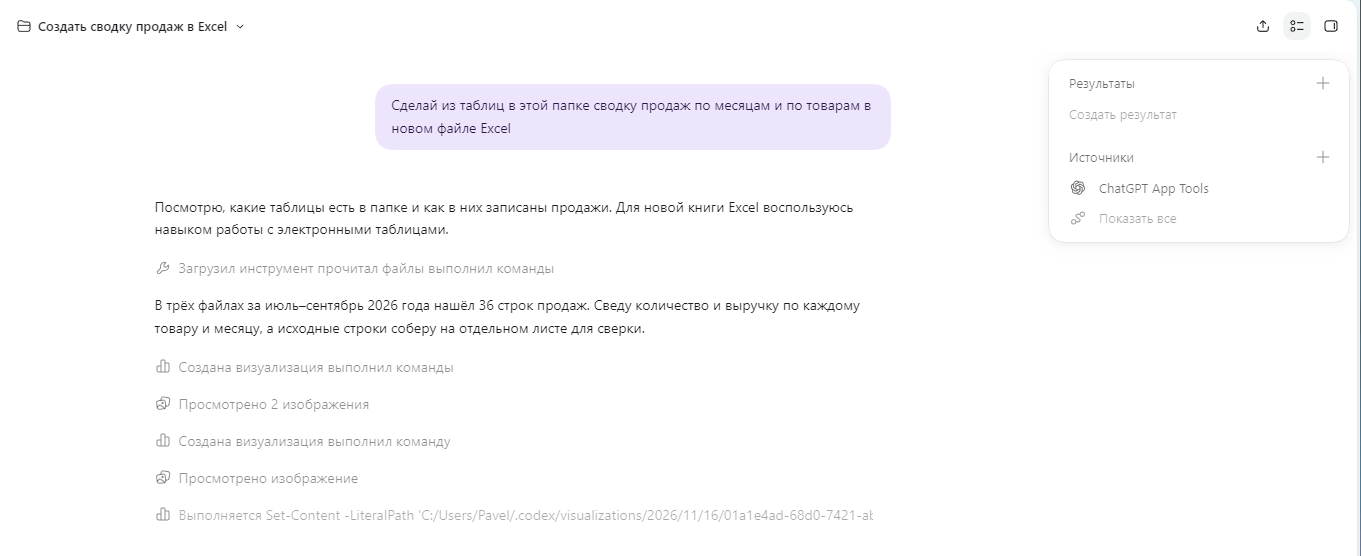 Создать сводку продаж в Excel
Результаты
Создать результат
Источники
ChatGPT App Tools
Показать все
Сделай из таблиц в этой папке сводку продаж по месяцам и по товарам в
новом файле Excel
Посмотрю, какие таблицы есть в папке и как в них записаны продажи. Для новой книги Excel воспользуюсь
навыком работы с электронными таблицами.
Загрузил инструмент прочитал файлы выполнил команды
В трёх файлах за июль–сентябрь 2026 года нашёл 36 строк продаж. Сведу количество и выручку по каждому
товару и месяцу, а исходные строки соберу на отдельном листе для сверки.
Создана визуализация выполнил команды
Просмотрено 2 изображения
Создана визуализация выполнил команду
Просмотрено изображение
Выполняется Set-Content -LiteralPath 'C:/Users/Pavel/.codex/visualizations/2026/11/16/01a1e4ad-68d0-7421-ab